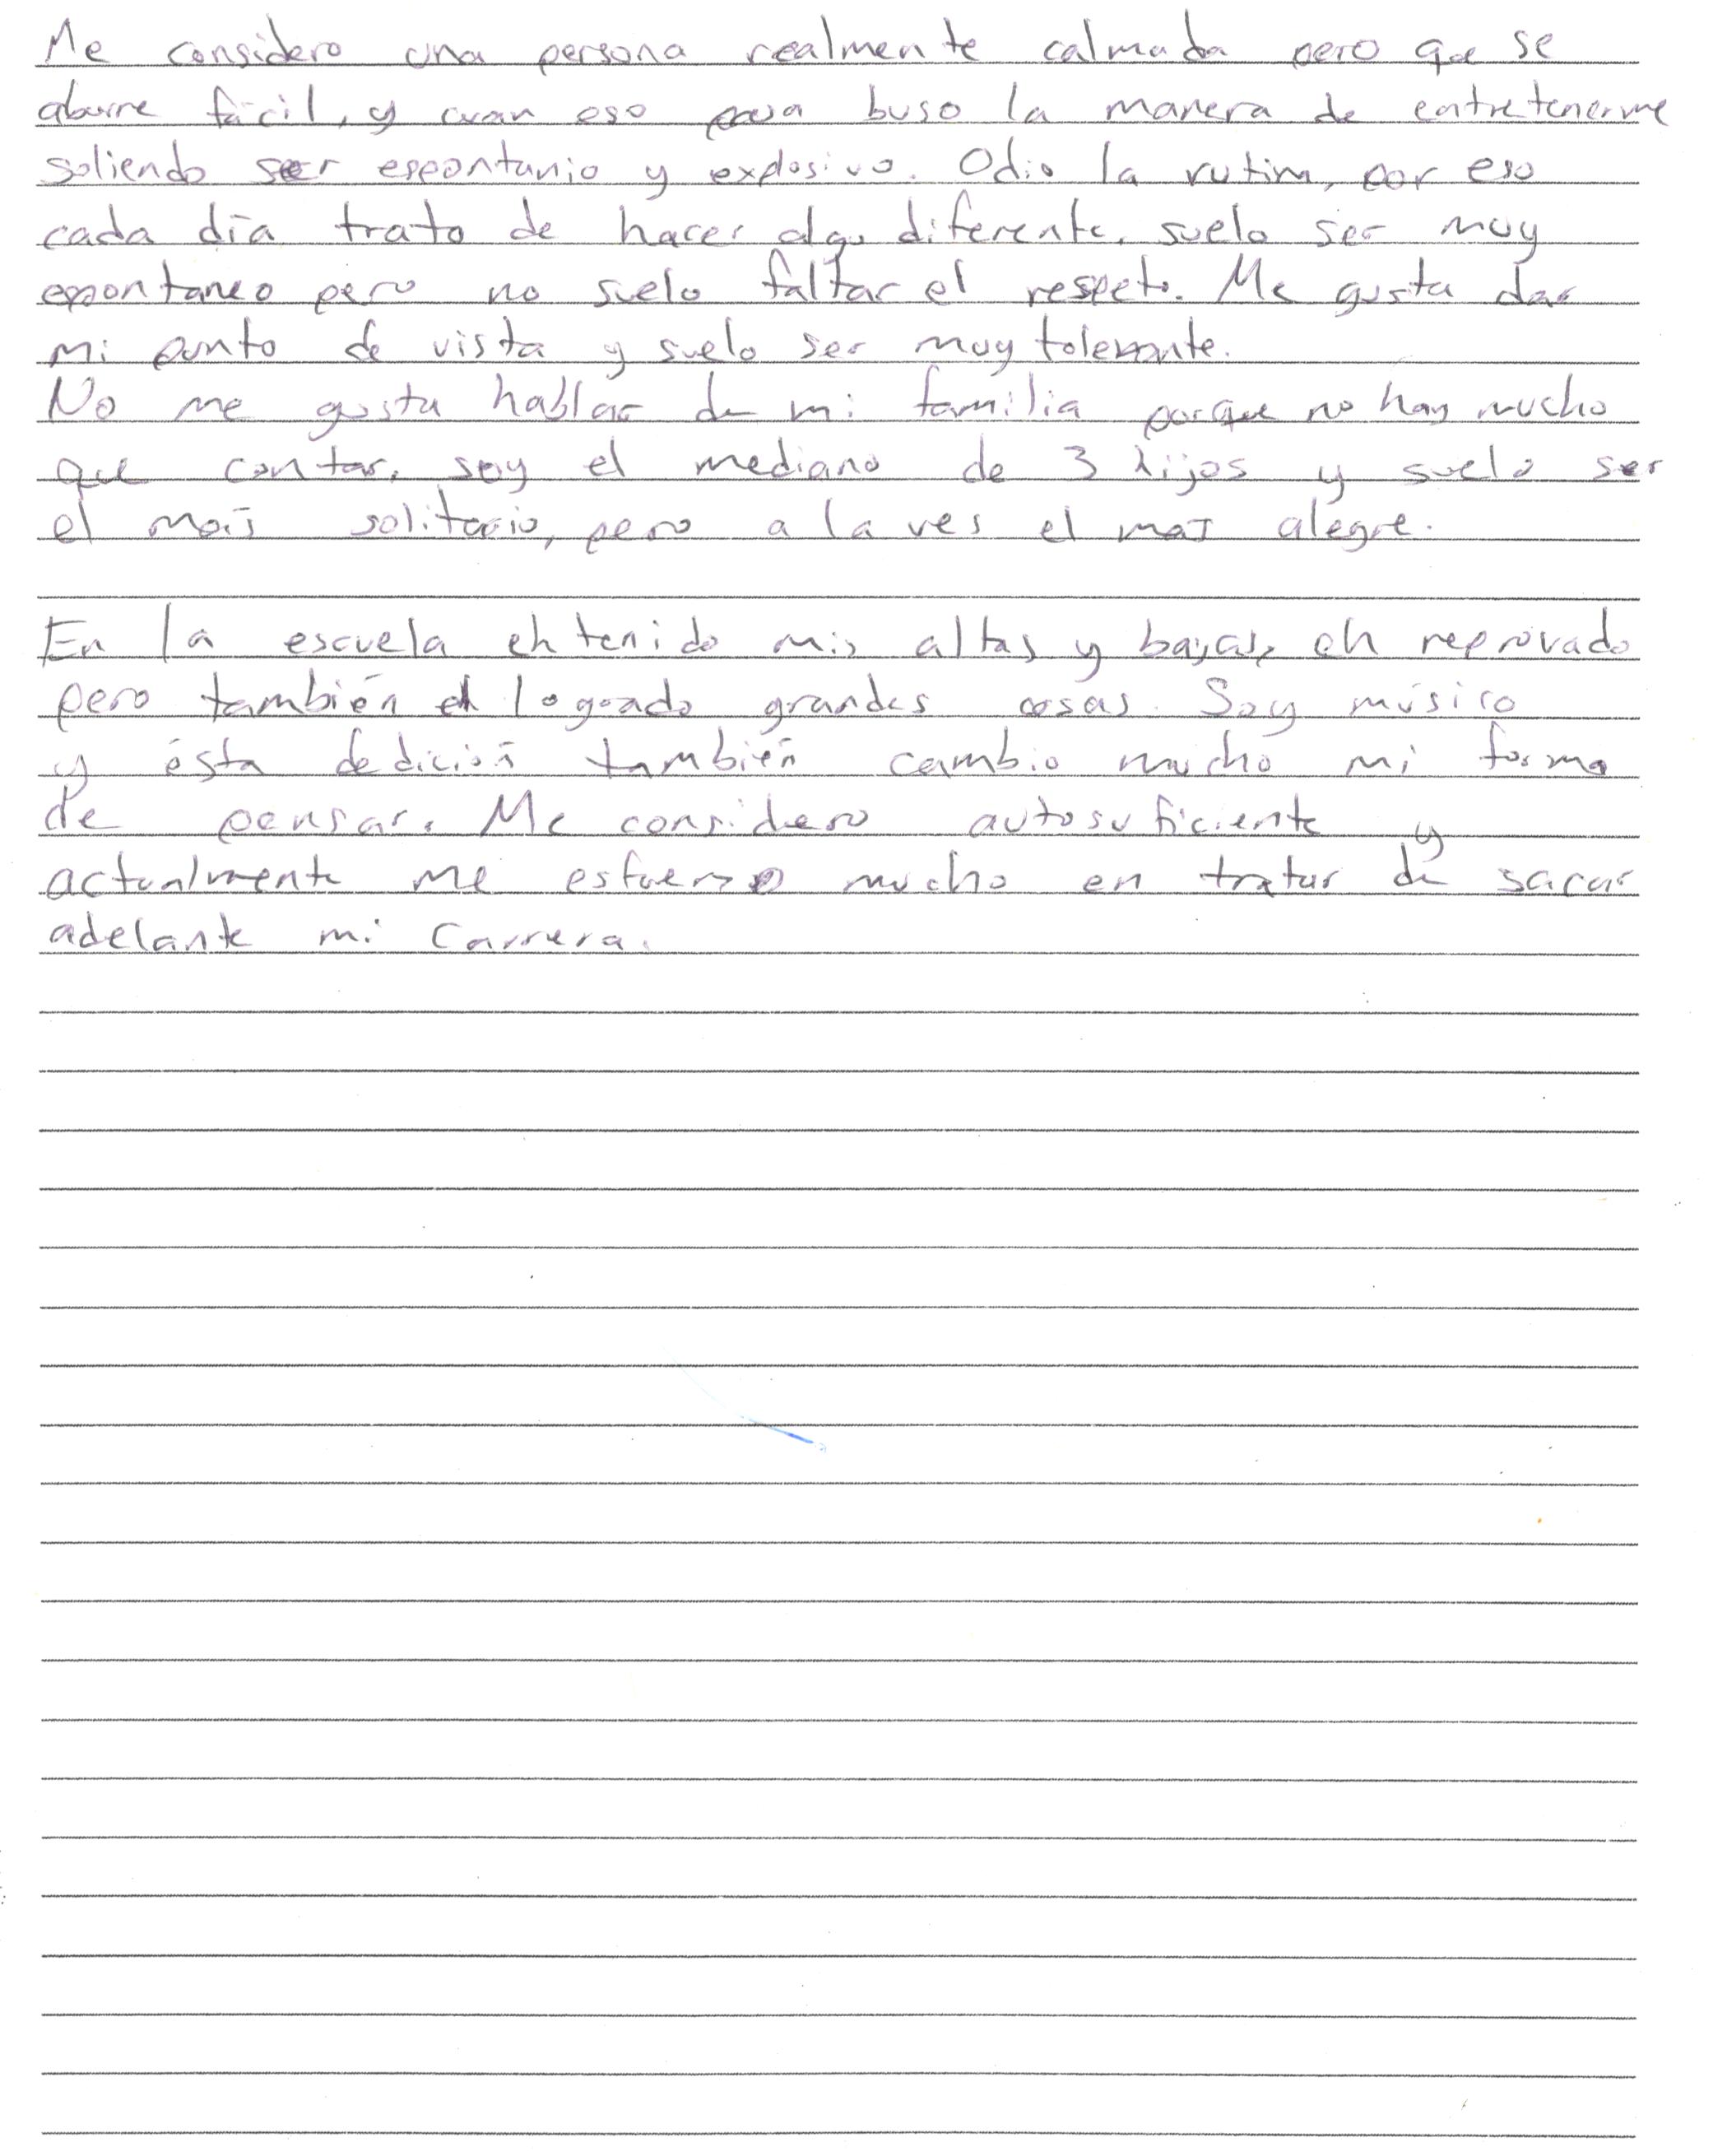 Me considero una persona realmente calmada pero que se
aburre fácil, y cuan eso pasa buso la manera de entretenerme
soliendo ser espontanio y explosivo. Odio la rutina, por eso
cada día trato de hacer algo diferente. suelo ser muy
espontaneo pero no suelo faltar el respeto. Me gusta dar
mi punto de vista y suelo ser muy tolerante.
No me gusta hablar de mi familia porque no hay mucho
que contar, soy el mediano de 3 hijos y suelo ser
el más solitario, pero a la ves el mas alegre.
En la escuela eh tenido mis altas y bajas, eh reprovado
pero también eh logrado grandes cosas. Soy músico
y ésta dedición también cambio mucho mi forma
de pensar. Me considero autosuficiente y
actualmente me esfuerzo mucho en tratar de sacar
adelante mi carrera.